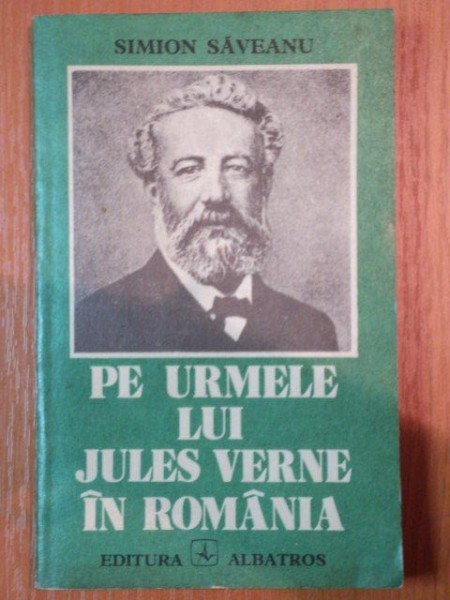 SIMION SĂVEANU
PE URMELE
LUI
JULES VERNE
ÎN ROMÂNIA
EDITURA ALBATROS